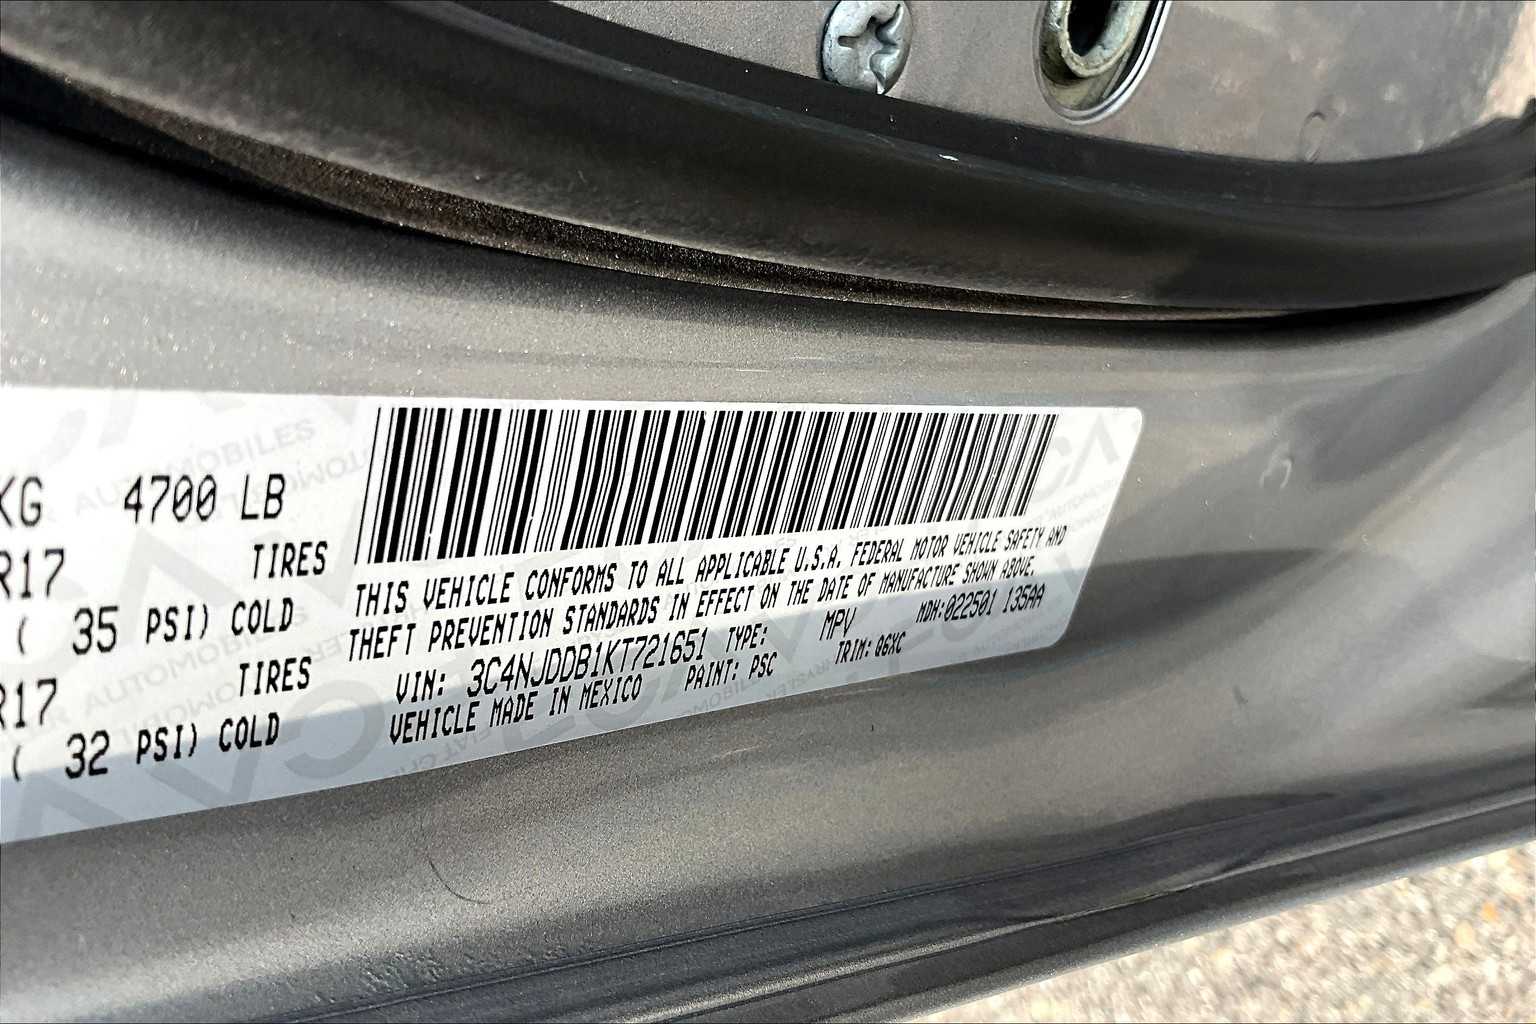 KG 4700 LB
R17 TIRES
( 35 PSI) COLD
R17 TIRES
( 32 PSI) COLD
THIS VEHICLE CONFORMS TO ALL APPLICABLE U.S.A. FEDERAL MOTOR VEHICLE SAFETY AND
THEFT PREVENTION STANDARDS IN EFFECT ON THE DATE OF MANUFACTURE SHOWN ABOVE.
VIN: 3C4NJDDB1KT721651 TYPE: MPV MDH:022501 135AA
VEHICLE MADE IN MEXICO PAINT: PSC TRIM: Q6XC